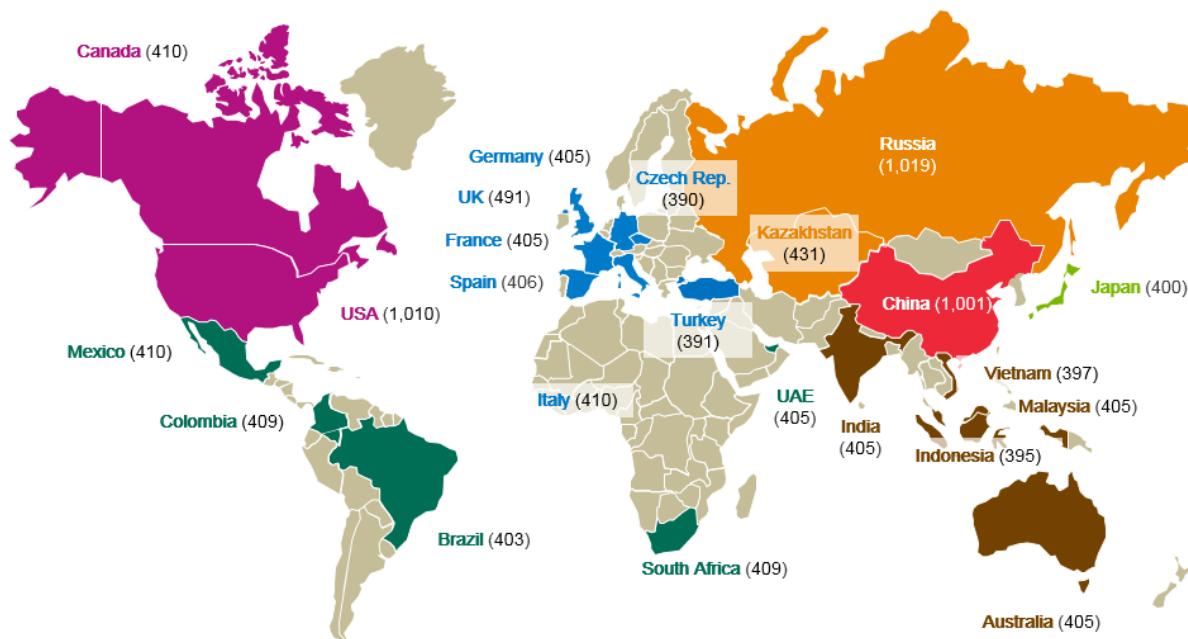 Canada (410)
Germany (405)
Russia
(1,019)
Czech Rep.
(390)
UK (491)
France (405)
Kazakhstan
(431)
Spain (406)
Japan (400)
China (1,001)
USA (1,010)
Turkey
(391)
Mexico (410)
Vietnam (397)
Italy (410)
UAE
(405)
Malaysia (405)
Colombia (409)
India
(405)
Indonesia (395)
Brazil (403)
South Africa (409)
Australia (405)